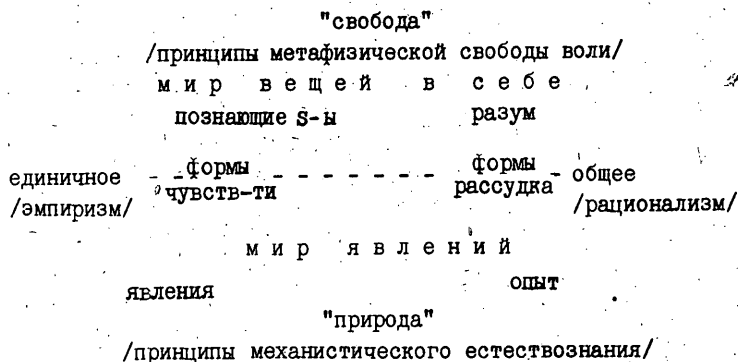 "свобода"
/принципы метафизической свободы воли/
мир вещей в себе
познающие S-ы разум
единичное - - формы - - - - - - - - формы - общее
/эмпиризм/ чувств-ти рассудка /рационализм/
мир явлений
явления опыт
"природа"
/принципы механистического естествознания/